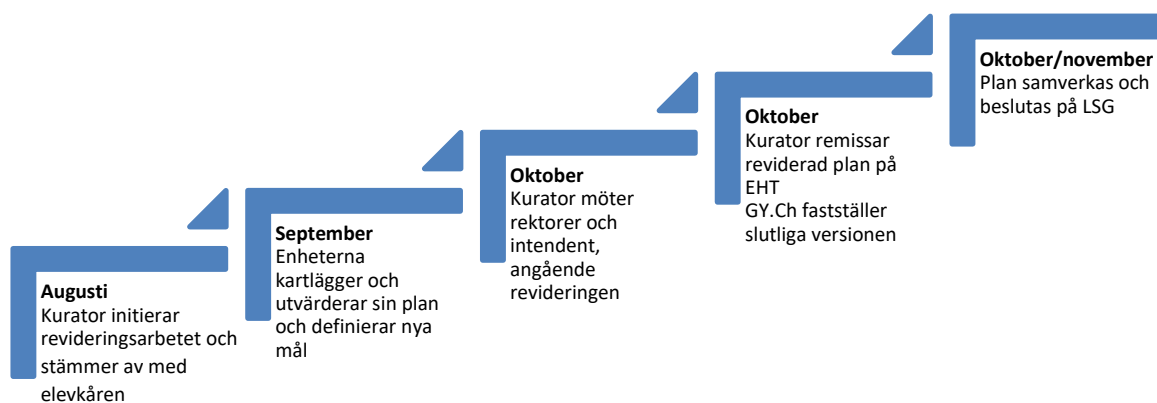 Augusti
Kurator initierar
revideringsarbetet och
stämmer av med
elevkåren
September
Enheterna
kartlägger och
utvärderar sin plan
och definierar nya
mål
Oktober
Kurator möter
rektorer och
intendent,
angående
revideringen
Oktober
Kurator remissar
reviderad plan på
EHT
GY.Ch fastställer
slutliga versionen
Oktober/november
Plan samverkas och
beslutas på LSG